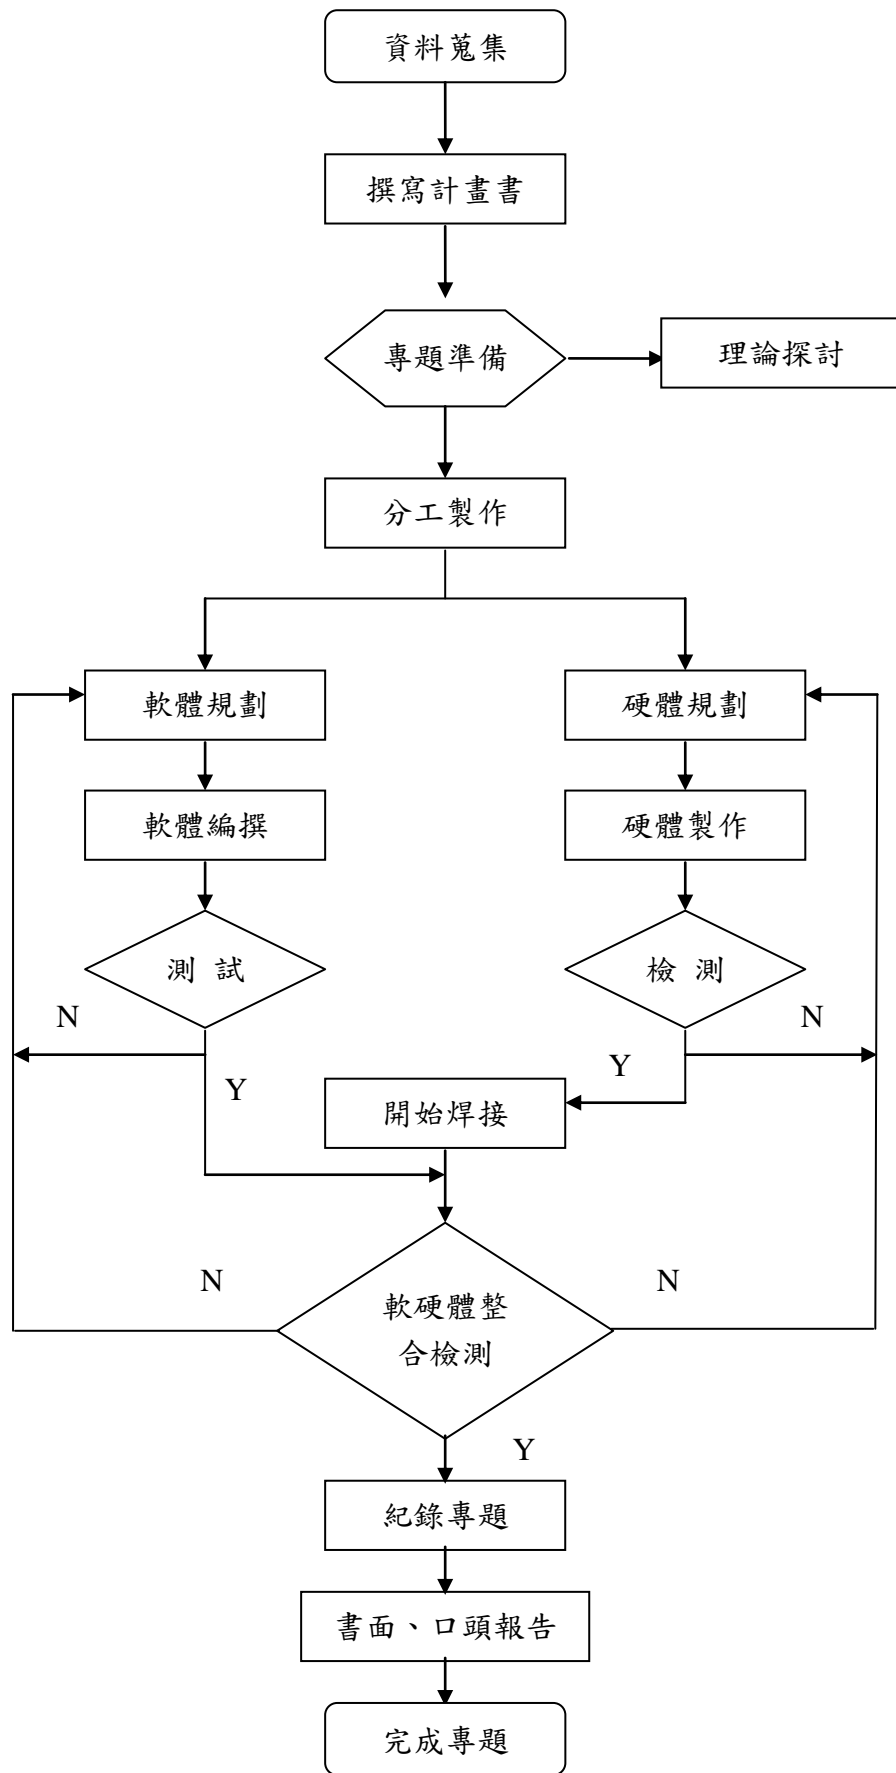 資料蒐集
撰寫計畫書
專題準備
理論探討
分工製作
軟體規劃
硬體規劃
軟體編撰
硬體製作
測 試
檢 測
N
N
Y
Y
開始焊接
N
N
軟硬體整
合檢測
Y
紀錄專題
書面、口頭報告
完成專題